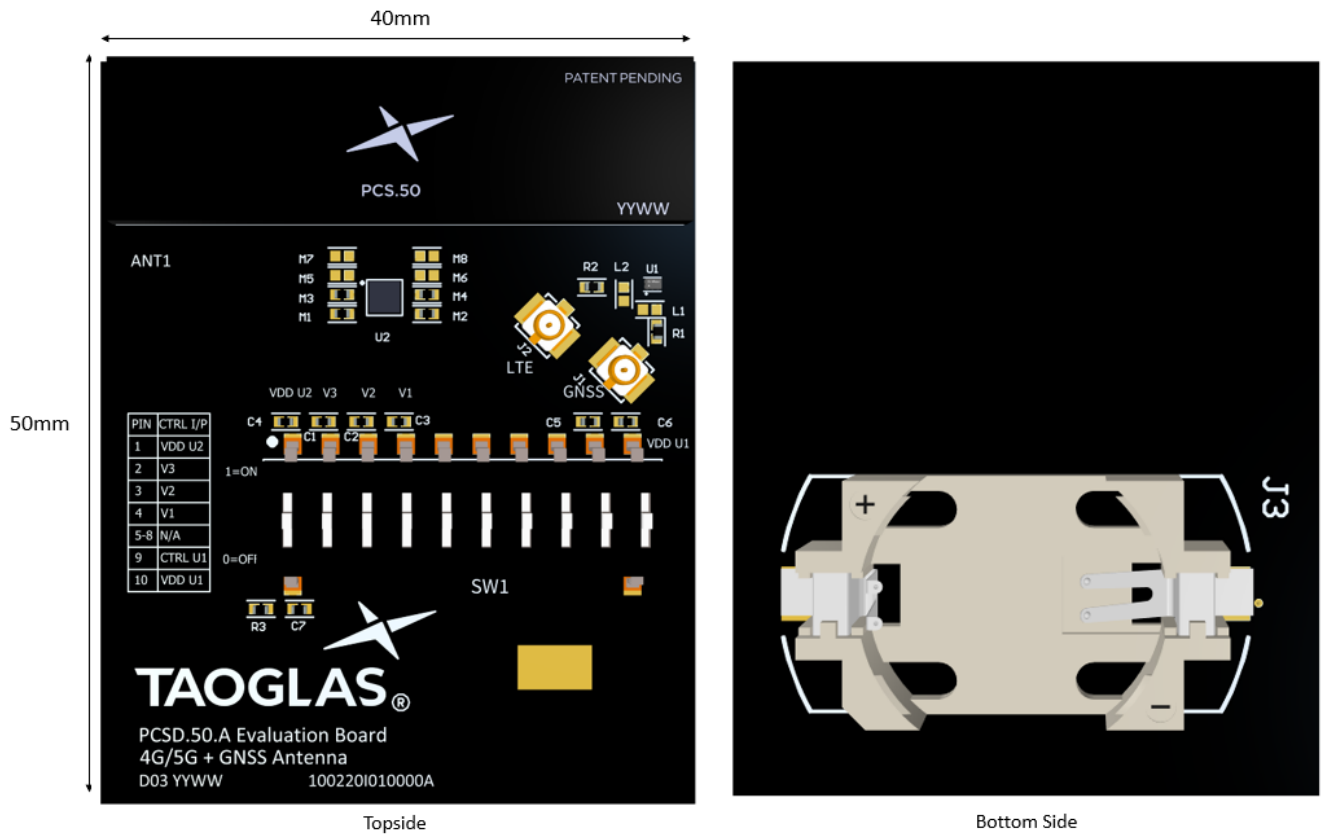 40mm
50mm
PATENT PENDING
PCS.50
YYWW
ANT1
M7
M8
M5
M6
M3
M4
M1
M2
U2
R2
L2
U1
L1
R1
J2
LTE
J1
GNSS
VDD U2 V3 V2 V1
C4
C1
C2
C3
C5
C6
VDD U1
PIN CTRL I/P
1 VDD U2
2 V3
3 V2
4 V1
5-8 N/A
9 CTRL U1
10 VDD U1
1=ON
0=OFF
SW1
R3
C7
TAOGLAS®
PCSD.50.A Evaluation Board
4G/5G + GNSS Antenna
D03 YYWW 100220I010000A
Topside
+
J3
−
Bottom Side